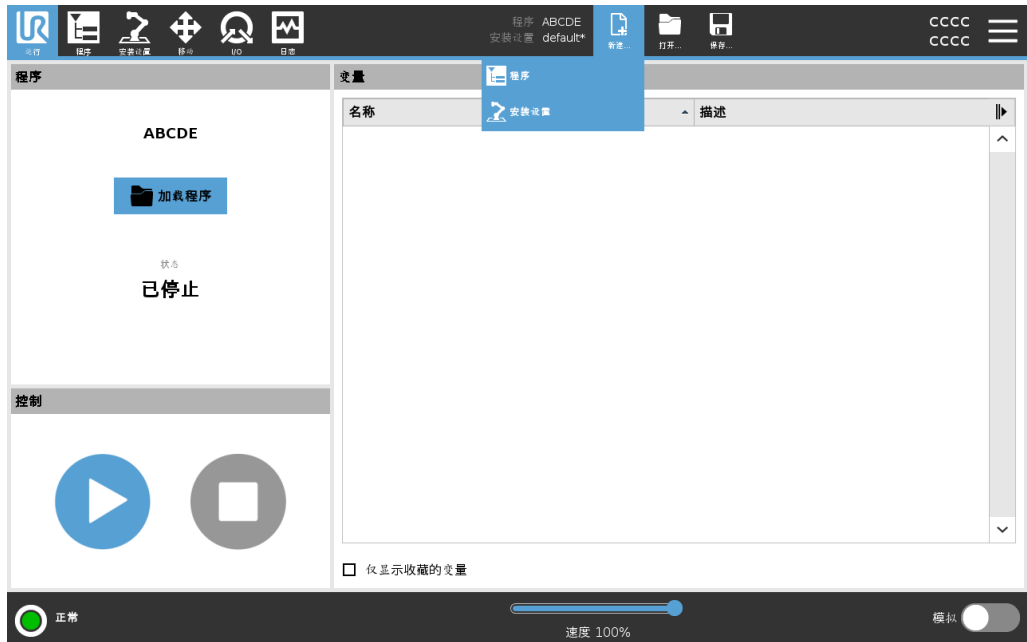 UR
运行
程序
安装设置
移动
I/O
日志
程序 ABCDE
安装设置 default*
新建...
打开...
保存...
CCCC
CCCC
程序
安装设置
程序
ABCDE
加载程序
状态
已停止
控制
变量
名称
描述
仅显示收藏的变量
正常
速度 100%
模拟